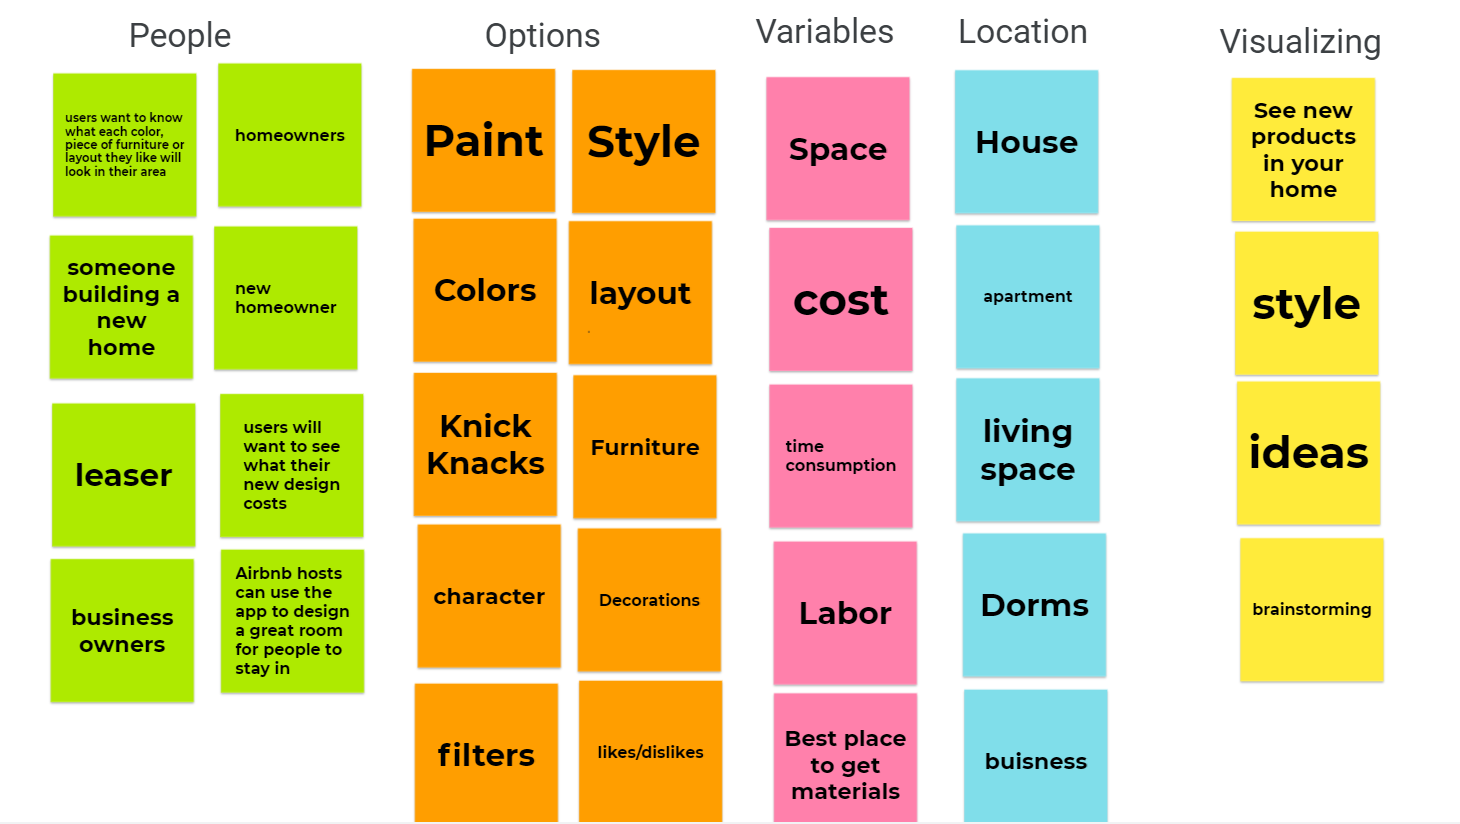 People
users want to know
what each color,
piece of furniture or
layout they like will
look in their area
homeowners
someone
building a
new
home
new
homeowner
leaser
users will
want to see
what their
new design
costs
business
owners
Airbnb hosts
can use the
app to design
a great room
for people to
stay in
Options
Paint
Style
Colors
layout
.
Knick
Knacks
Furniture
character
Decorations
filters
likes/dislikes
Variables
Space
cost
time
consumption
Labor
Best place
to get
materials
Location
House
apartment
living
space
Dorms
buisness
Visualizing
See new
products
in your
home
style
ideas
brainstorming